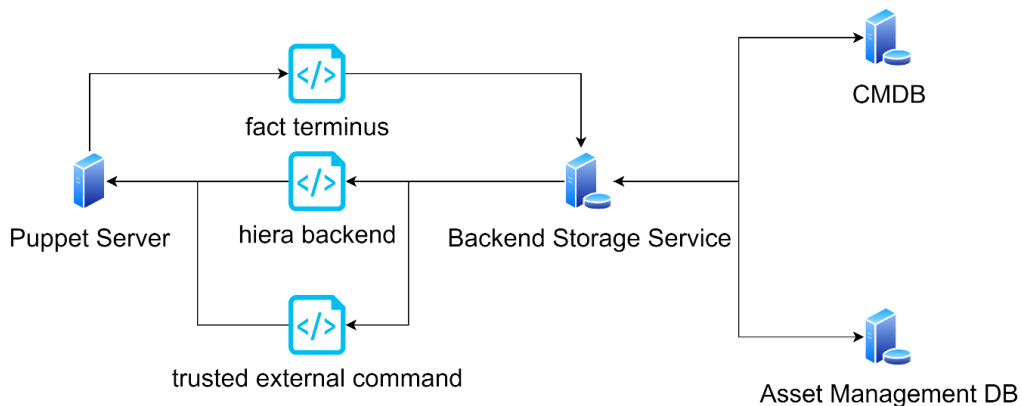 CMDB
</>
fact terminus
</>
Puppet Server
hiera backend
Backend Storage Service
</>
trusted external command
Asset Management DB